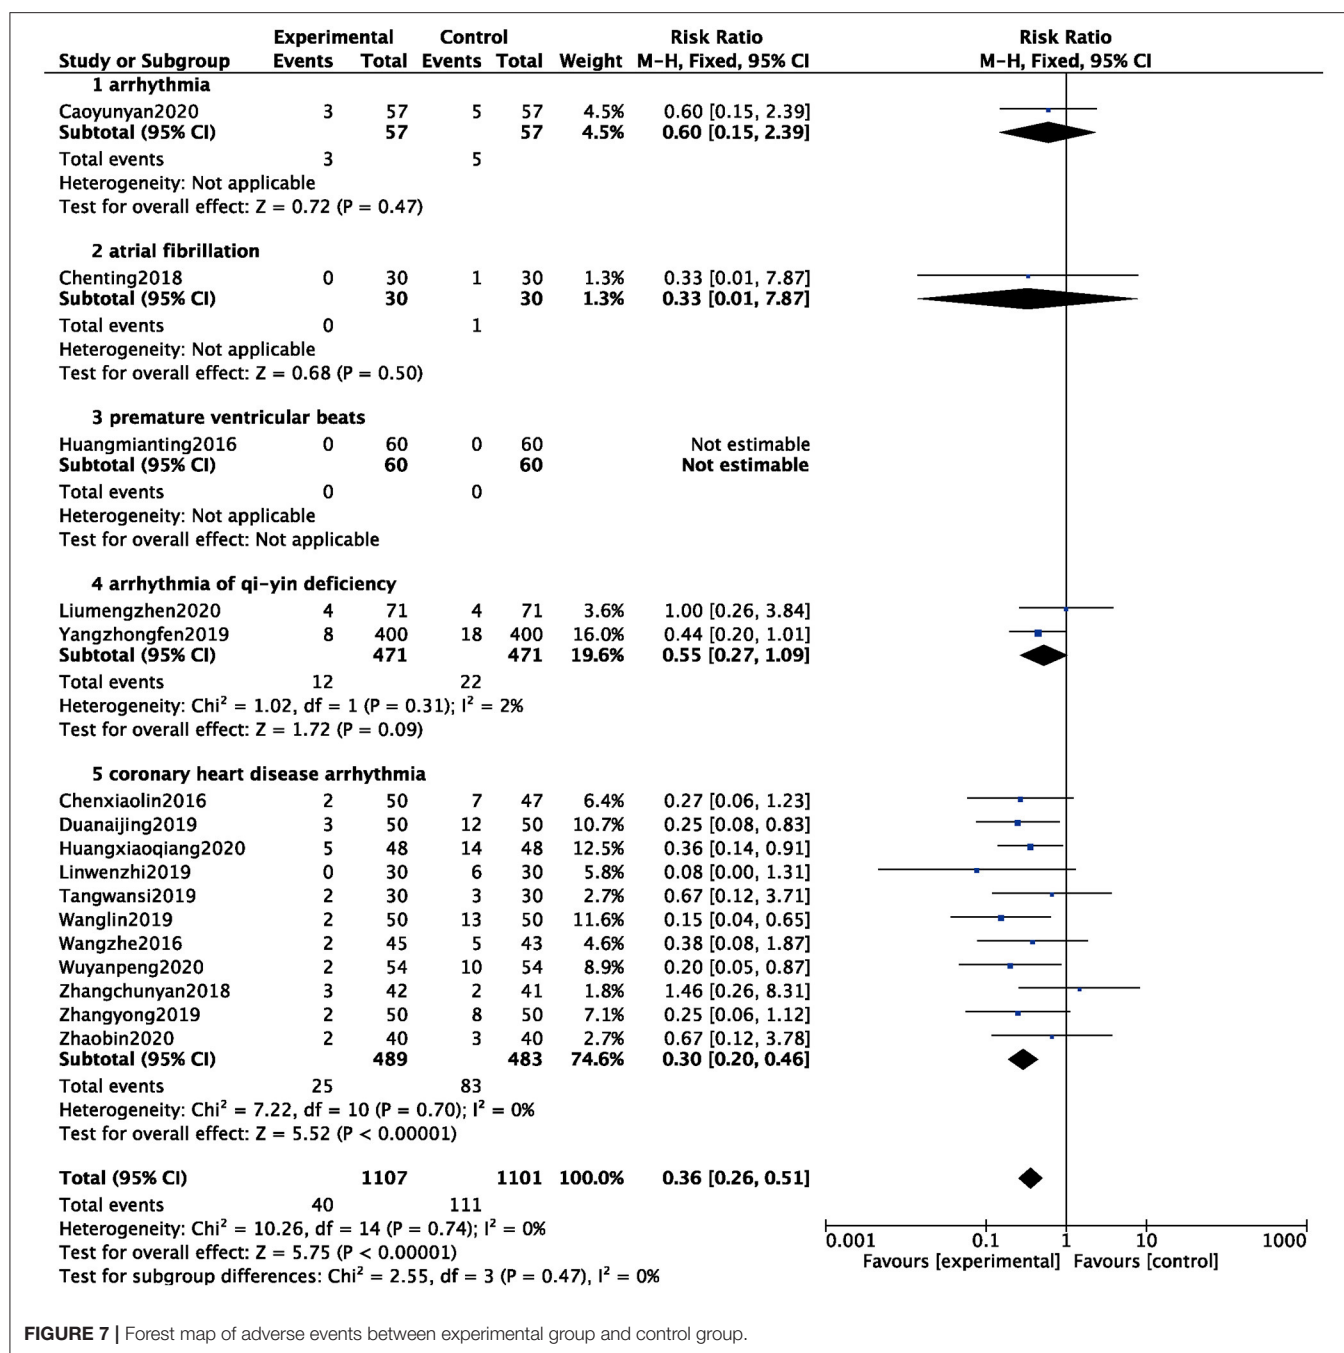 Experimental Control Risk Ratio Risk Ratio
Study or Subgroup Events Total Events Total Weight M-H, Fixed, 95% CI M-H, Fixed, 95% CI
1 arrhythmia
Caoyunyan2020 3 57 5 57 4.5% 0.60 [0.15, 2.39]
Subtotal (95% CI) 57 57 4.5% 0.60 [0.15, 2.39]
Total events 3 5
Heterogeneity: Not applicable
Test for overall effect: Z = 0.72 (P = 0.47)
2 atrial fibrillation
Chenting2018 0 30 1 30 1.3% 0.33 [0.01, 7.87]
Subtotal (95% CI) 30 30 1.3% 0.33 [0.01, 7.87]
Total events 0 1
Heterogeneity: Not applicable
Test for overall effect: Z = 0.68 (P = 0.50)
3 premature ventricular beats
Huangmianting2016 0 60 0 60 Not estimable
Subtotal (95% CI) 60 60 Not estimable
Total events 0 0
Heterogeneity: Not applicable
Test for overall effect: Not applicable
4 arrhythmia of qi-yin deficiency
Liumengzhen2020 4 71 4 71 3.6% 1.00 [0.26, 3.84]
Yangzhongfen2019 8 400 18 400 16.0% 0.44 [0.20, 1.01]
Subtotal (95% CI) 471 471 19.6% 0.55 [0.27, 1.09]
Total events 12 22
Heterogeneity: Chi² = 1.02, df = 1 (P = 0.31); I² = 2%
Test for overall effect: Z = 1.72 (P = 0.09)
5 coronary heart disease arrhythmia
Chenxiaolin2016 2 50 7 47 6.4% 0.27 [0.06, 1.23]
Duanaijing2019 3 50 12 50 10.7% 0.25 [0.08, 0.83]
Huangxiaoqiang2020 5 48 14 48 12.5% 0.36 [0.14, 0.91]
Linwenzhi2019 0 30 6 30 5.8% 0.08 [0.00, 1.31]
Tangwansi2019 2 30 3 30 2.7% 0.67 [0.12, 3.71]
Wanglin2019 2 50 13 50 11.6% 0.15 [0.04, 0.65]
Wangzhe2016 2 45 5 43 4.6% 0.38 [0.08, 1.87]
Wuyanpeng2020 2 54 10 54 8.9% 0.20 [0.05, 0.87]
Zhangchunyan2018 3 42 2 41 1.8% 1.46 [0.26, 8.31]
Zhangyong2019 2 50 8 50 7.1% 0.25 [0.06, 1.12]
Zhaobin2020 2 40 3 40 2.7% 0.67 [0.12, 3.78]
Subtotal (95% CI) 489 483 74.6% 0.30 [0.20, 0.46]
Total events 25 83
Heterogeneity: Chi² = 7.22, df = 10 (P = 0.70); I² = 0%
Test for overall effect: Z = 5.52 (P < 0.00001)
Total (95% CI) 1107 1101 100.0% 0.36 [0.26, 0.51]
Total events 40 111
Heterogeneity: Chi² = 10.26, df = 14 (P = 0.74); I² = 0%
Test for overall effect: Z = 5.75 (P < 0.00001)
Test for subgroup differences: Chi² = 2.55, df = 3 (P = 0.47), I² = 0%
0.001 0.1 1 10 1000
Favours [experimental] Favours [control]
FIGURE 7 | Forest map of adverse events between experimental group and control group.